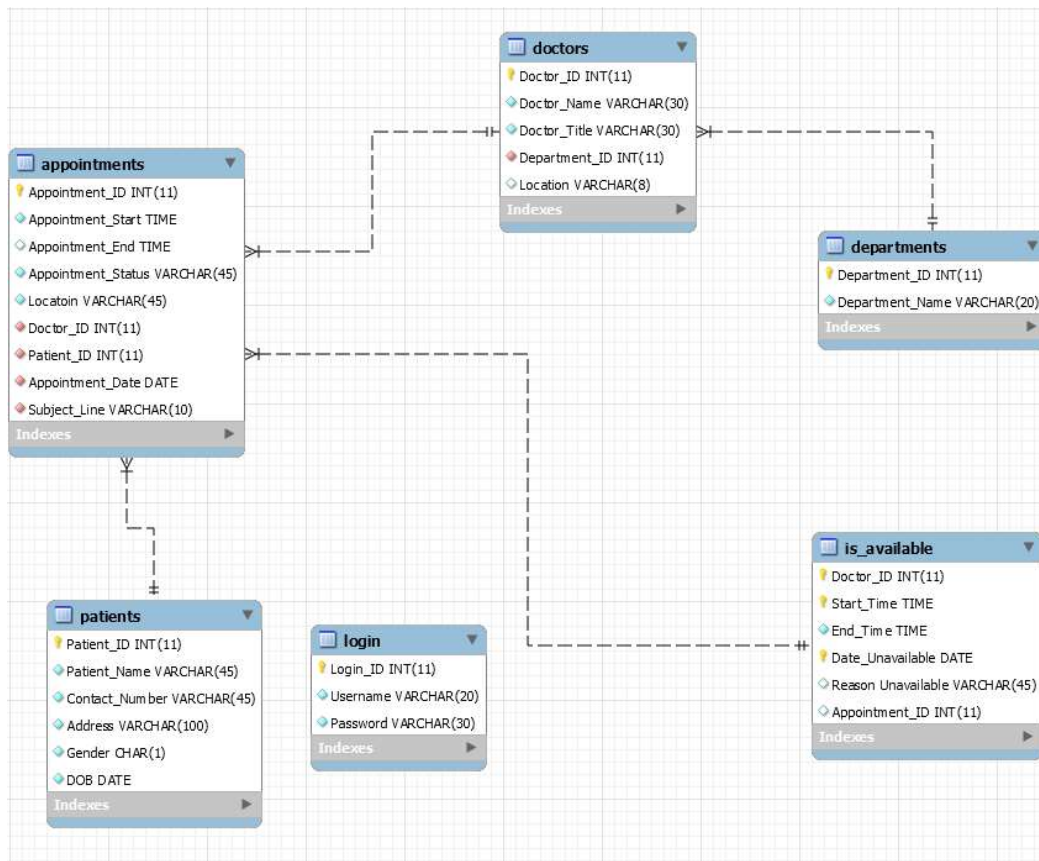 doctors
Doctor_ID INT(11)
Doctor_Name VARCHAR(30)
Doctor_Title VARCHAR(30)
Department_ID INT(11)
Location VARCHAR(8)
Indexes
appointments
Appointment_ID INT(11)
Appointment_Start TIME
Appointment_End TIME
Appointment_Status VARCHAR(45)
Locatoin VARCHAR(45)
Doctor_ID INT(11)
Patient_ID INT(11)
Appointment_Date DATE
Subject_Line VARCHAR(10)
Indexes
departments
Department_ID INT(11)
Department_Name VARCHAR(20)
Indexes
patients
Patient_ID INT(11)
Patient_Name VARCHAR(45)
Contact_Number VARCHAR(45)
Address VARCHAR(100)
Gender CHAR(1)
DOB DATE
Indexes
login
Login_ID INT(11)
Username VARCHAR(20)
Password VARCHAR(30)
Indexes
is_available
Doctor_ID INT(11)
Start_Time TIME
End_Time TIME
Date_Unavailable DATE
Reason Unavailable VARCHAR(45)
Appointment_ID INT(11)
Indexes